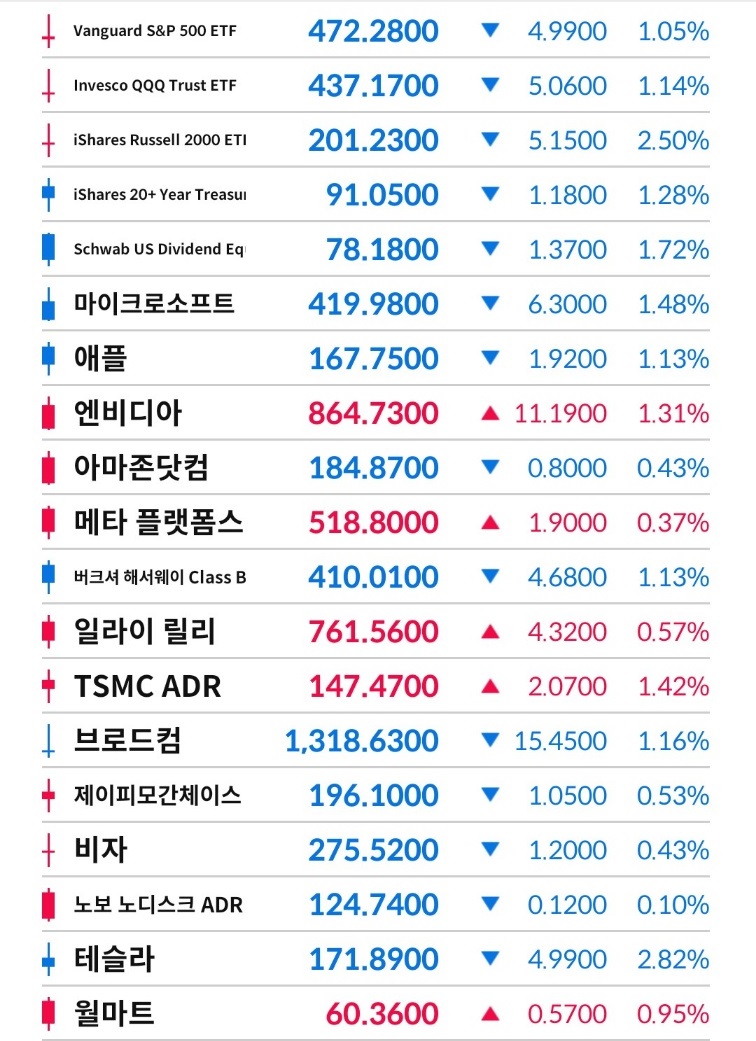 Vanguard S&P 500 ETF 472.2800 ▼ 4.9900 1.05%
Invesco QQQ Trust ETF 437.1700 ▼ 5.0600 1.14%
iShares Russell 2000 ETI 201.2300 ▼ 5.1500 2.50%
iShares 20+ Year Treasur 91.0500 ▼ 1.1800 1.28%
Schwab US Dividend Eq 78.1800 ▼ 1.3700 1.72%
마이크로소프트 419.9800 ▼ 6.3000 1.48%
애플 167.7500 ▼ 1.9200 1.13%
엔비디아 864.7300 ▲ 11.1900 1.31%
아마존닷컴 184.8700 ▼ 0.8000 0.43%
메타 플랫폼스 518.8000 ▲ 1.9000 0.37%
버크셔 해서웨이 Class B 410.0100 ▼ 4.6800 1.13%
일라이 릴리 761.5600 ▲ 4.3200 0.57%
TSMC ADR 147.4700 ▲ 2.0700 1.42%
브로드컴 1,318.6300 ▼ 15.4500 1.16%
제이피모간체이스 196.1000 ▼ 1.0500 0.53%
비자 275.5200 ▼ 1.2000 0.43%
노보 노디스크 ADR 124.7400 ▼ 0.1200 0.10%
테슬라 171.8900 ▼ 4.9900 2.82%
월마트 60.3600 ▲ 0.5700 0.95%